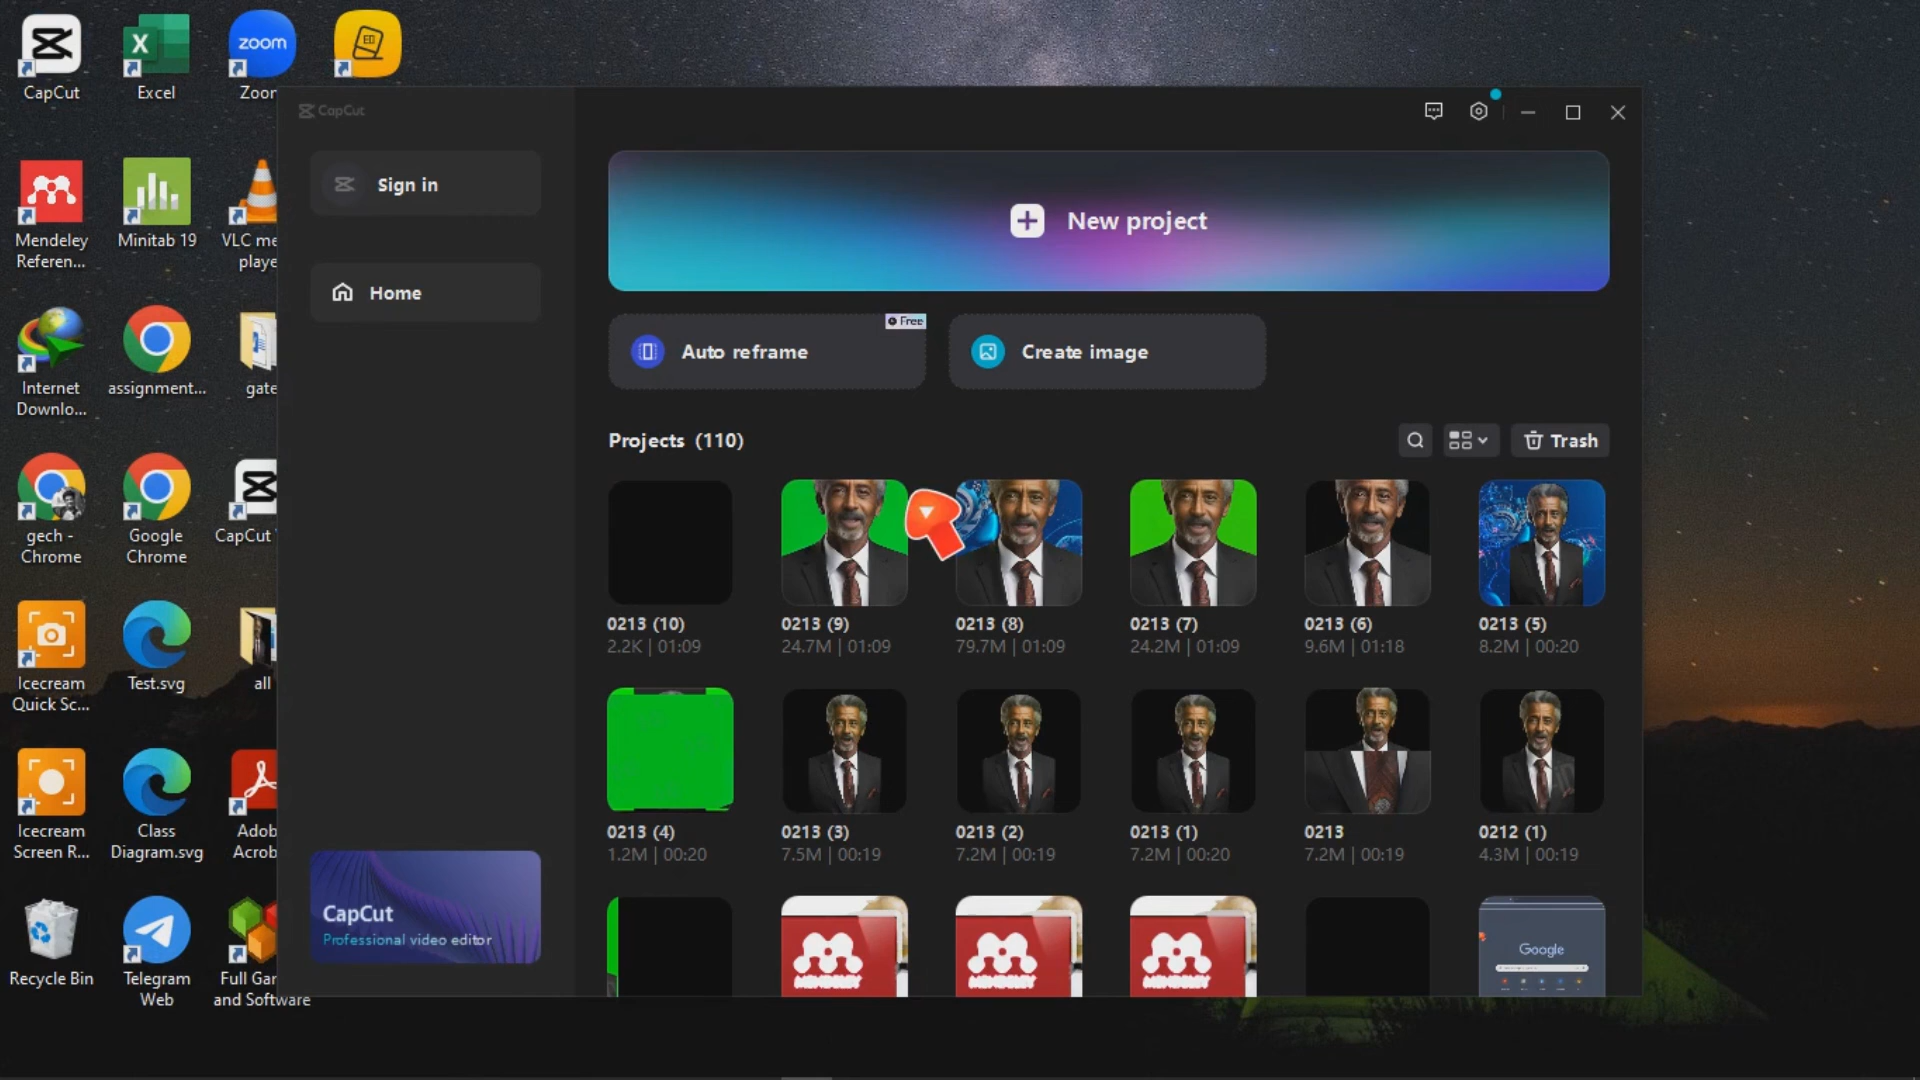 CapCut
Excel
zoom
Zoom
Mendeley
Referen...
Minitab 19
VLC me
playe
Internet
Downlo...
assignment...
gate
gech -
Chrome
Google
Chrome
CapCut
Icecream
Quick Sc...
Test.svg
all
Icecream
Screen R...
Class
Diagram.svg
Adob
Acrob
Recycle Bin
Telegram
Web
Full Gar
and Software
CapCut
Sign in
Home
CapCut
Professional video editor
New project
Free
Auto reframe
Create image
Projects (110)
Trash
0213 (10)
2.2K | 01:09
0213 (9)
24.7M | 01:09
0213 (8)
79.7M | 01:09
0213 (7)
24.2M | 01:09
0213 (6)
9.6M | 01:18
0213 (5)
8.2M | 00:20
0213 (4)
1.2M | 00:20
0213 (3)
7.5M | 00:19
0213 (2)
7.2M | 00:19
0213 (1)
7.2M | 00:20
0213
7.2M | 00:19
0212 (1)
4.3M | 00:19
MENDELEY
MENDELEY
MENDELEY
Google